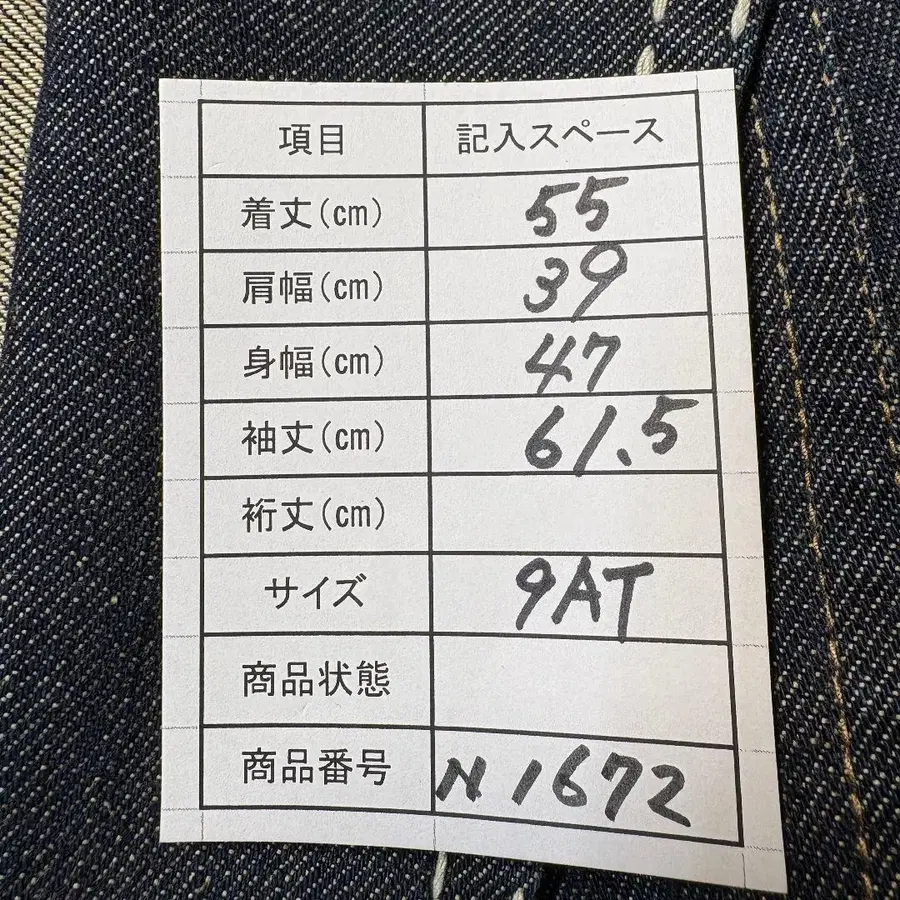 項目 記入スペース
着丈(cm) 55
肩幅(cm) 39
身幅(cm) 47
袖丈(cm) 61.5
裄丈(cm)
サイズ 9AT
商品状態
商品番号 N1672